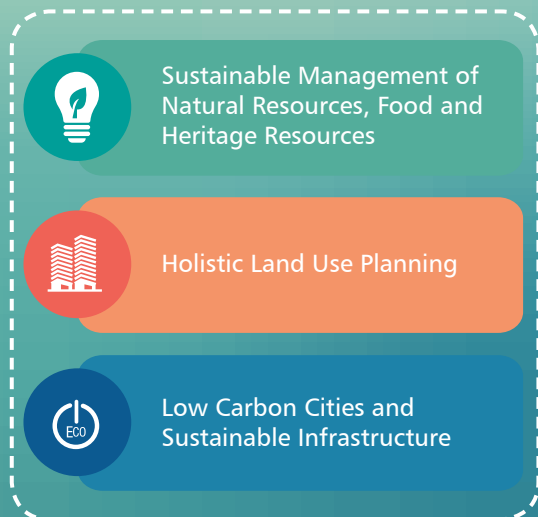 Sustainable Management of
Natural Resources, Food and
Heritage Resources
Holistic Land Use Planning
ECO
Low Carbon Cities and
Sustainable Infrastructure